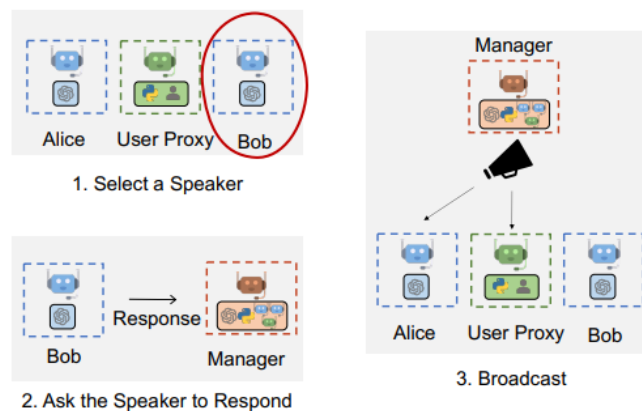 Alice
User Proxy
Bob
1. Select a Speaker
Bob
Response
Manager
2. Ask the Speaker to Respond
Manager
Alice
User Proxy
Bob
3. Broadcast